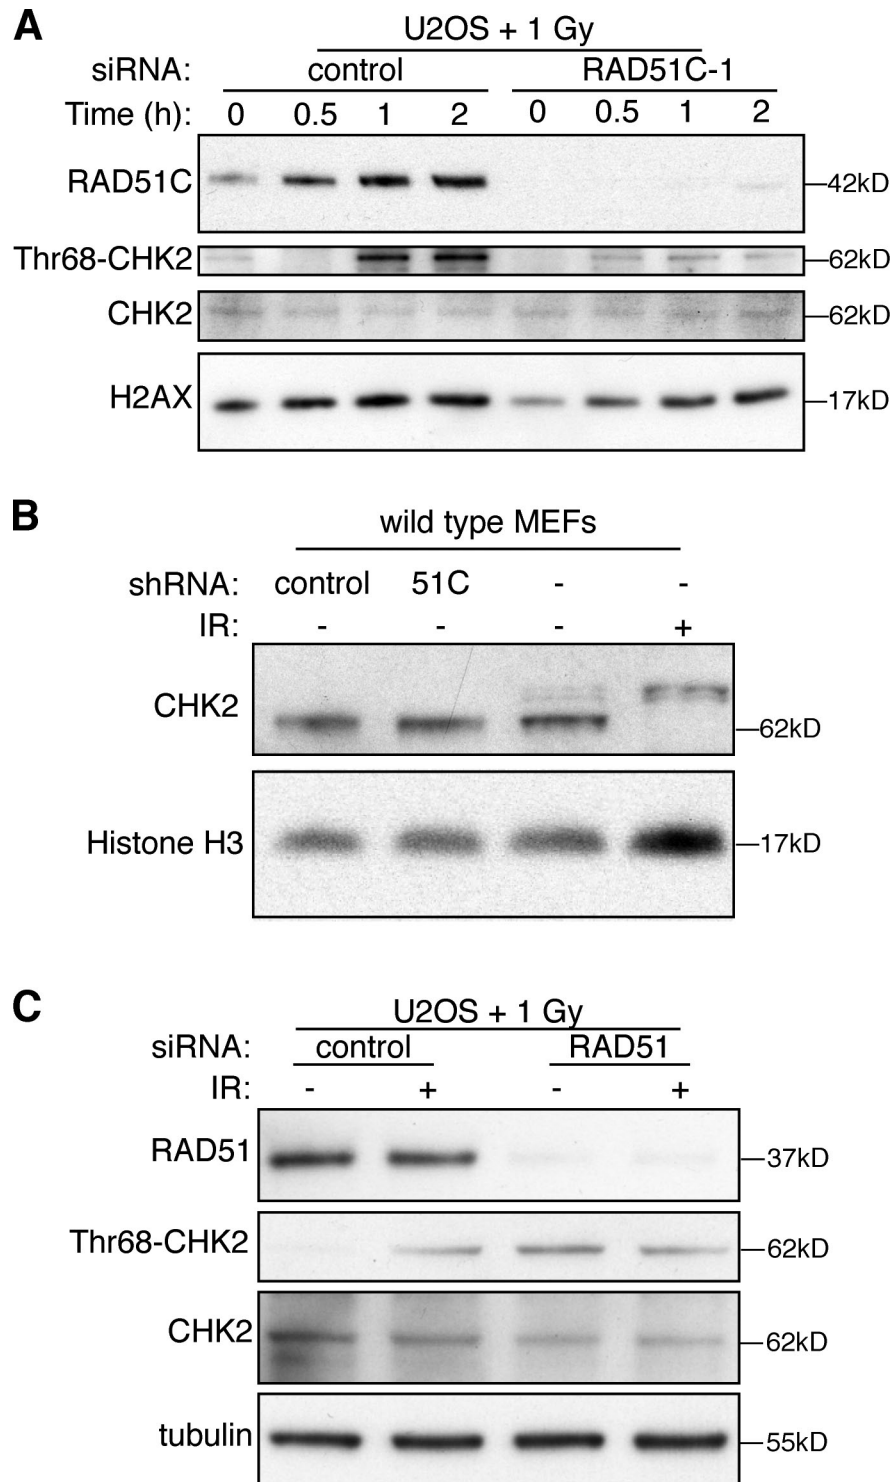 A
U2OS + 1 Gy
siRNA: control RAD51C-1
Time (h): 0 0.5 1 2 0 0.5 1 2
RAD51C 42kD
Thr68-CHK2 62kD
CHK2 62kD
H2AX 17kD
B
wild type MEFs
shRNA: control 51C - -
IR: - - - +
CHK2 62kD
Histone H3 17kD
C
U2OS + 1 Gy
siRNA: control RAD51
IR: - + - +
RAD51 37kD
Thr68-CHK2 62kD
CHK2 62kD
tubulin 55kD